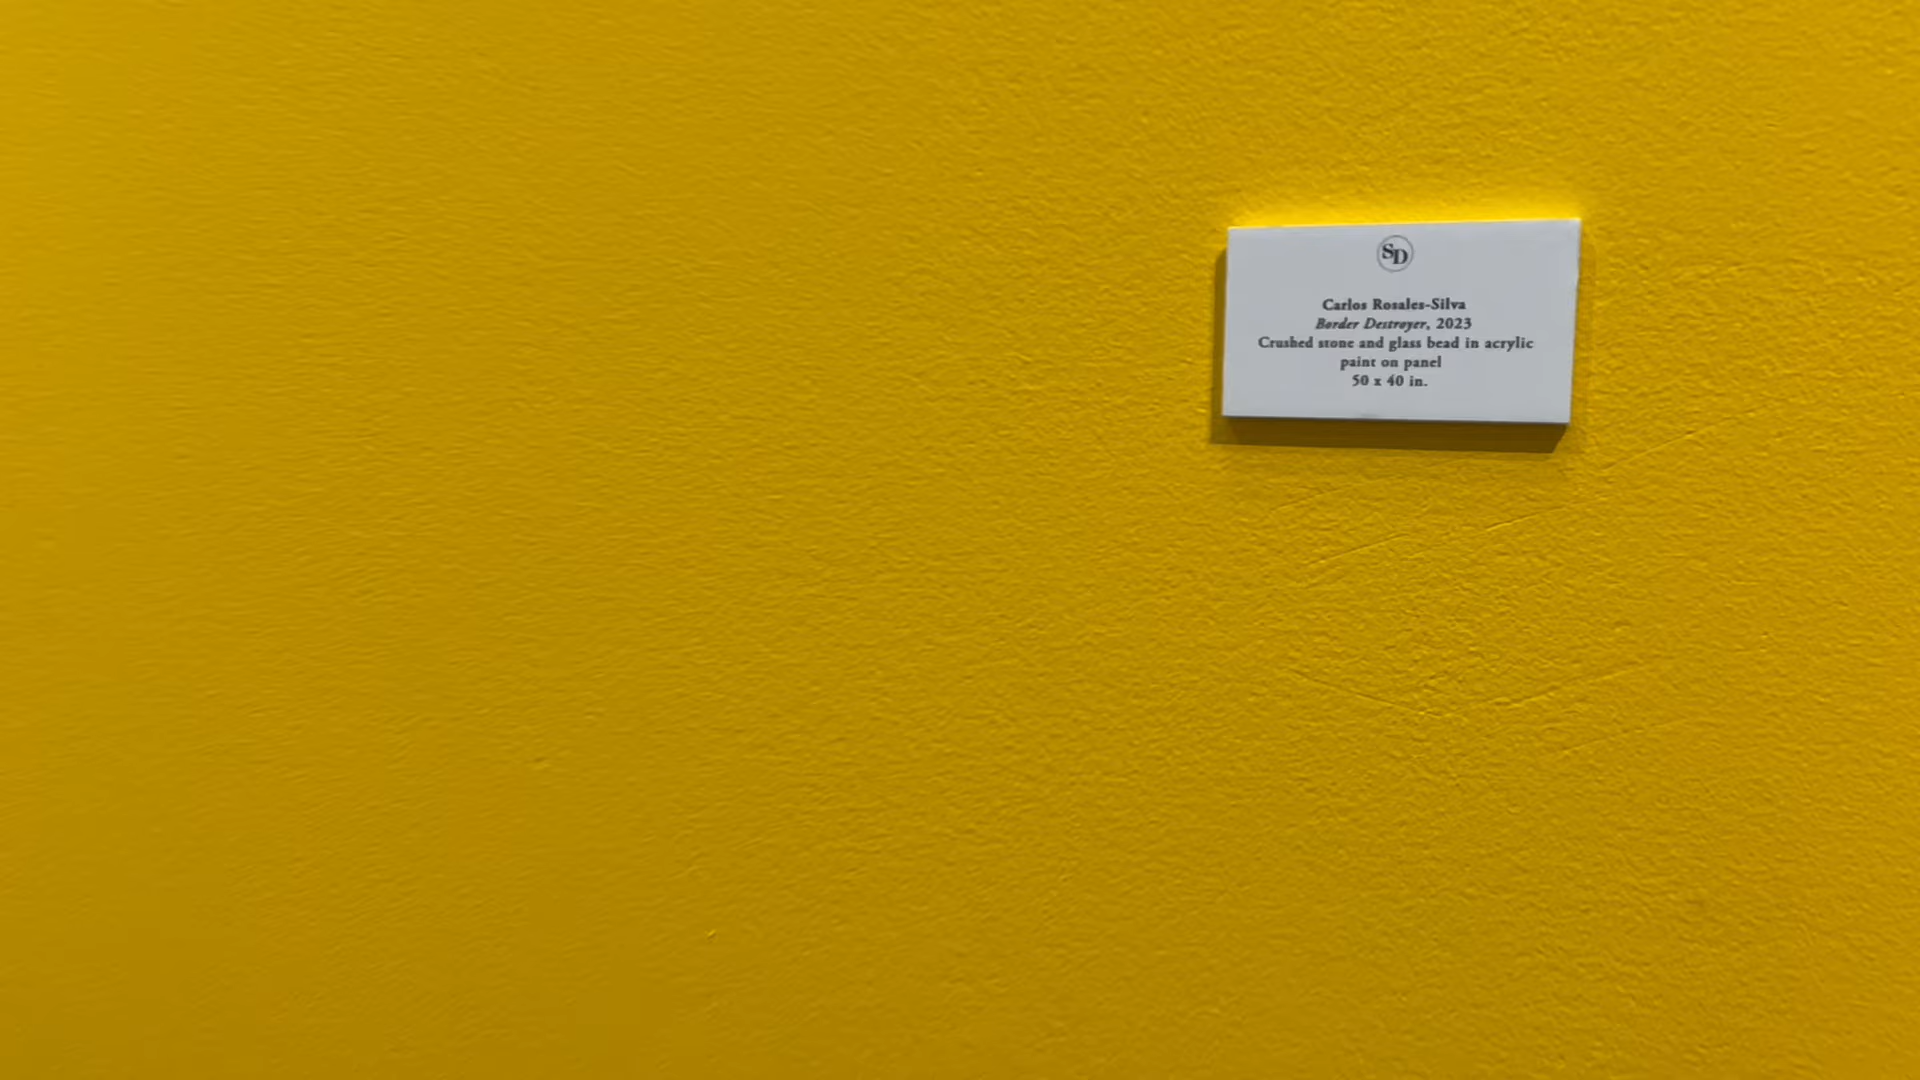 SD
Carlos Rosales-Silva
Border Destroyer, 2023
Crushed stone and glass bead in acrylic
paint on panel
50 x 40 in.